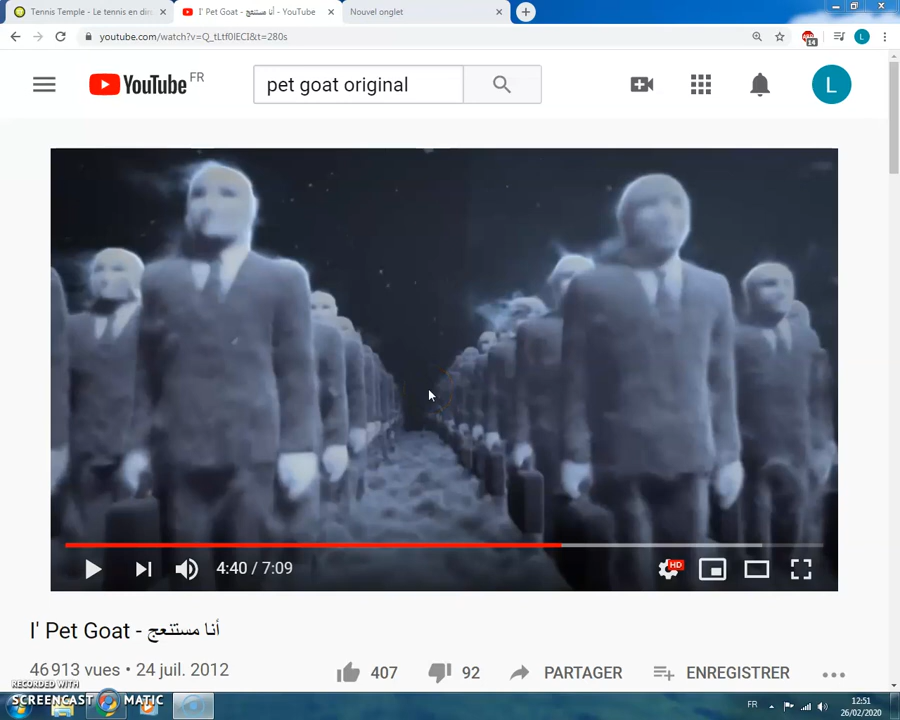 Tennis Temple - Le tennis en din
I' Pet Goat - أنا مستنعج - YouTube
Nouvel onglet
youtube.com/watch?v=Q_tLtf0IECI&t=280s
14
L
YouTube FR
pet goat original
L
4:40 / 7:09
HD
I' Pet Goat - أنا مستنعج
46 913 vues • 24 juil. 2012
407
92
PARTAGER
ENREGISTRER
RECORDED WITH
SCREENCAST MATIC
FR
12:51
26/02/2020